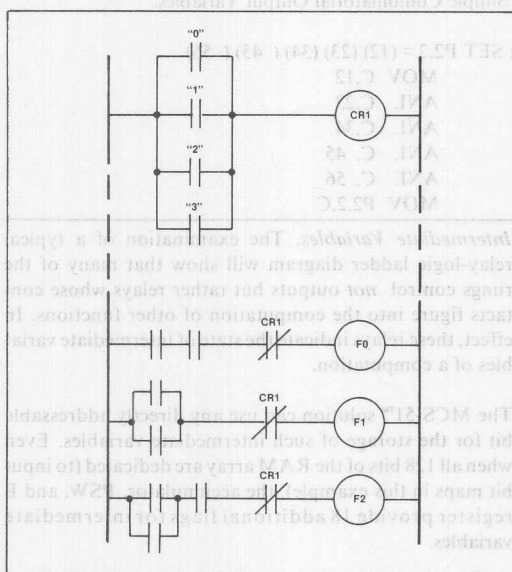 Simple Combinatorial Output Variables.
SET P2.2 = (12) (23) (34) ( 45) (
"0"
MOV C.12
"1"
ANL
CR1
ANL
"2"
ANL C. 45
ANL C. 56
"3"
MOV P2.2.C
Intermediate Variables. The examination of a typical
relay-logic ladder diagram will show that many of the
rungs control not outputs but rather relays whose con-
tacts figure into the computation of other functions. In
effect, these relays indicate the state of intermediate varia-
bles of a computation.
CR1
F0
The MCS-51™ solution can use any directly addressable
bit for the storage of such intermediate variables. Even
when all 128 bits of the RAM array are dedicated (to input
bit maps in this example), the accumulator, PSW, and B
register provide 18 additional flags for intermediate
variables.
CR1
F1
CR1
F2